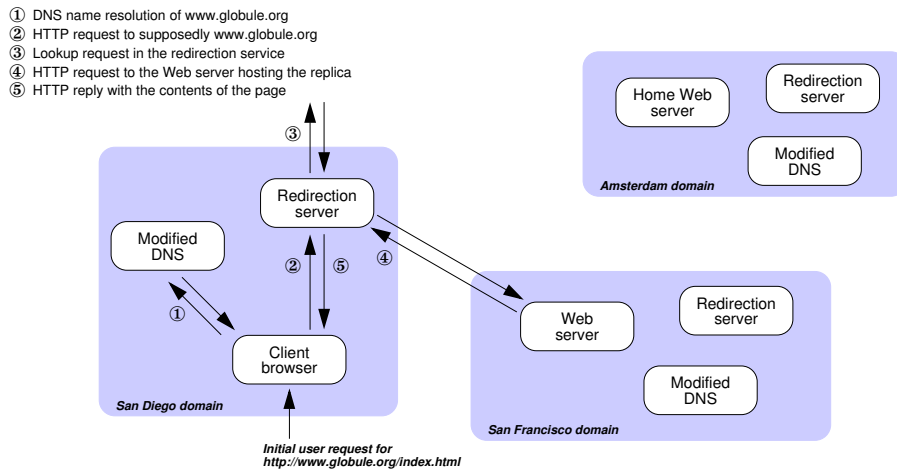 ① DNS name resolution of www.globule.org
② HTTP request to supposedly www.globule.org
③ Lookup request in the redirection service
④ HTTP request to the Web server hosting the replica
⑤ HTTP reply with the contents of the page
Home Web
server
Redirection
server
Modified
DNS
Amsterdam domain
③
Redirection
server
Modified
DNS
②
⑤
④
①
Client
browser
San Diego domain
Web
server
Redirection
server
Modified
DNS
San Francisco domain
Initial user request for
http://www.globule.org/index.html